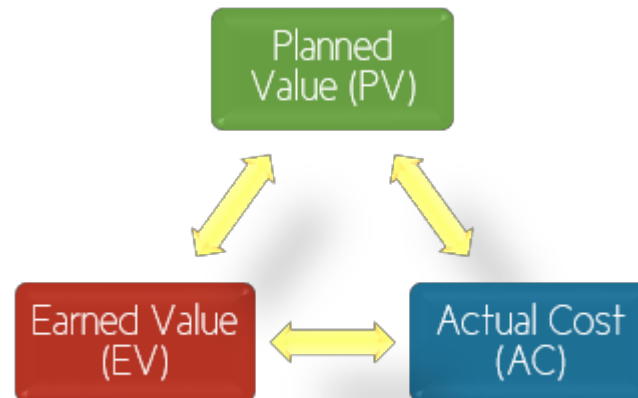 Planned
Value (PV)
Earned Value
(EV)
Actual Cost
(AC)